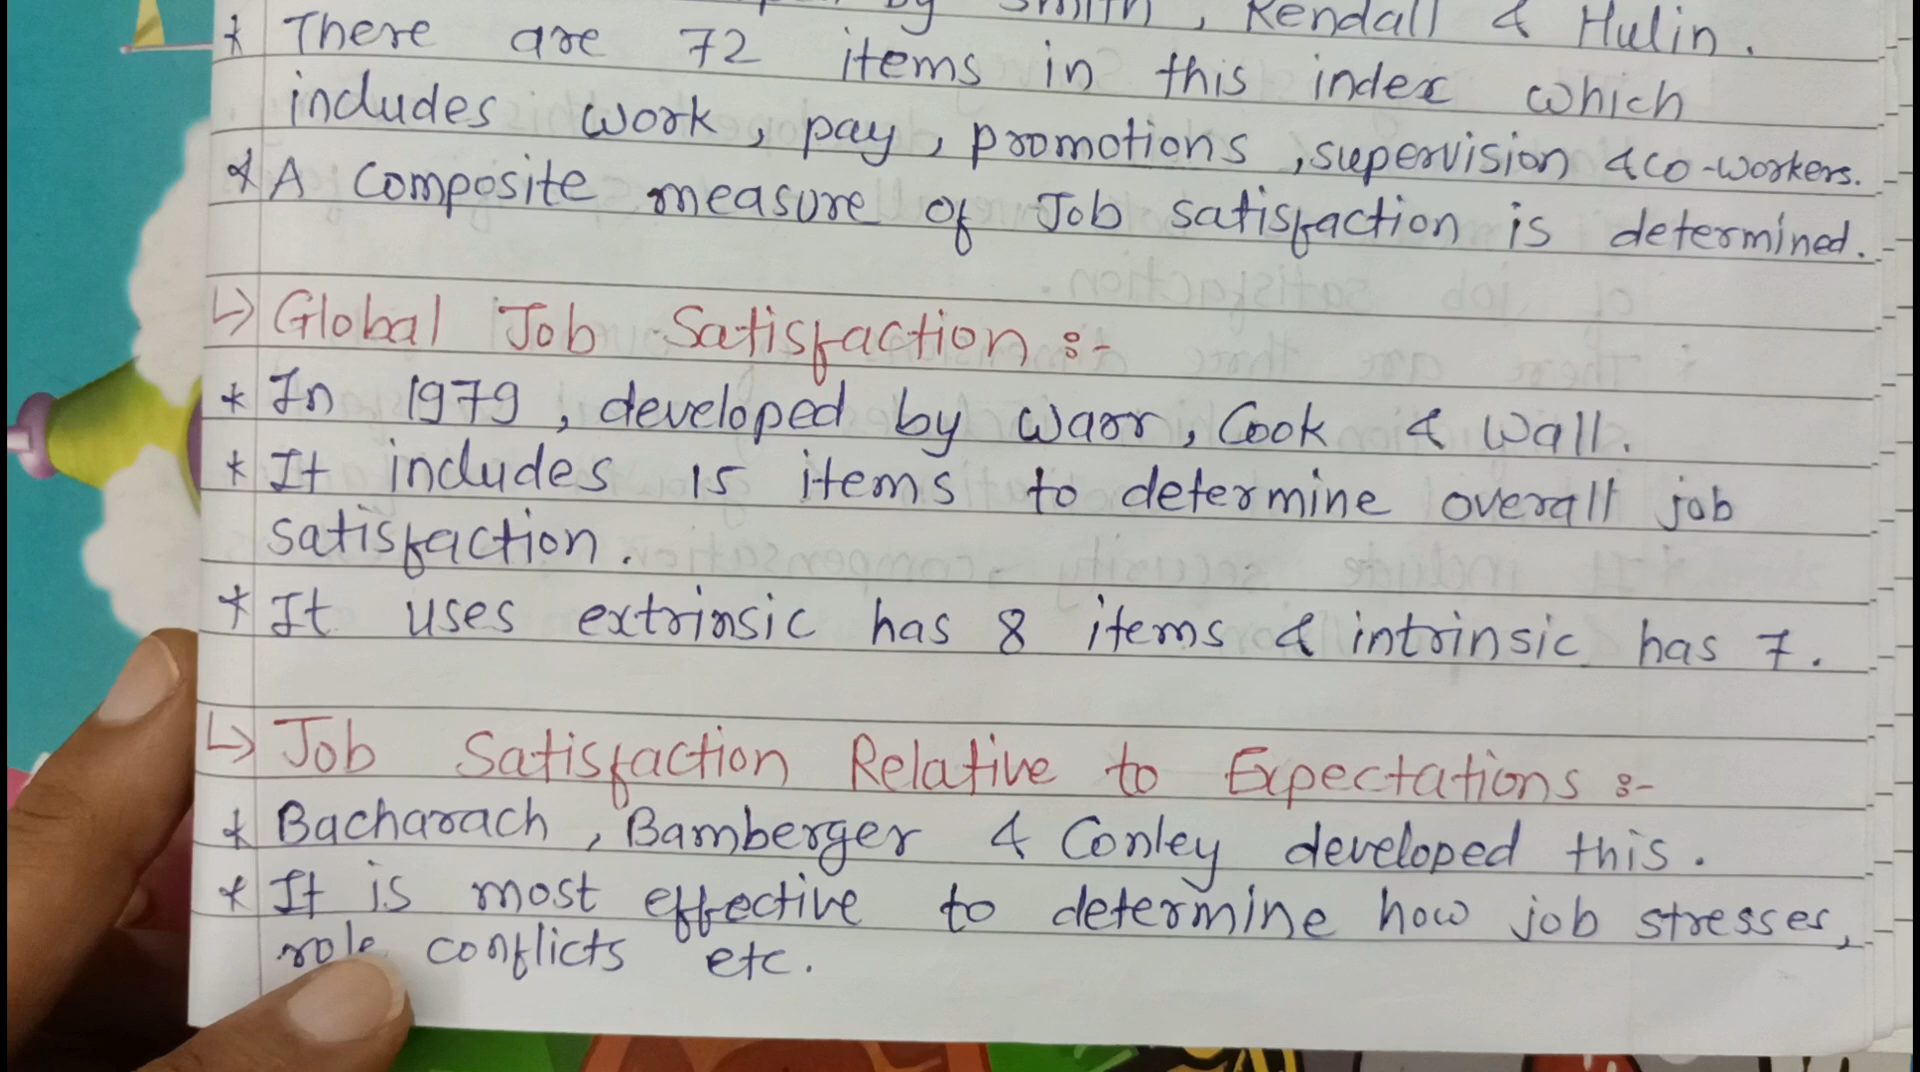 by Smith, Kendall & Hulin.
* There are 72 items in this index which
includes work, pay, promotions, supervision & co-workers.
* A composite measure of Job satisfaction is determined.
↳ Global Job Satisfaction :-
* In 1979, developed by Warr, Cook & Wall.
* It includes 15 items to determine overall job
satisfaction.
* It uses extrinsic has 8 items & intrinsic has 7.
↳ Job Satisfaction Relative to Expectations :-
* Bacharach, Bamberger & Conley developed this.
* It is most effective to determine how job stresses,
role conflicts etc.